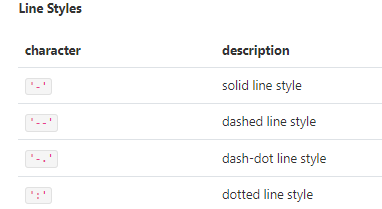 Line Styles
character description
'-' solid line style
'--' dashed line style
'-.' dash-dot line style
':' dotted line style